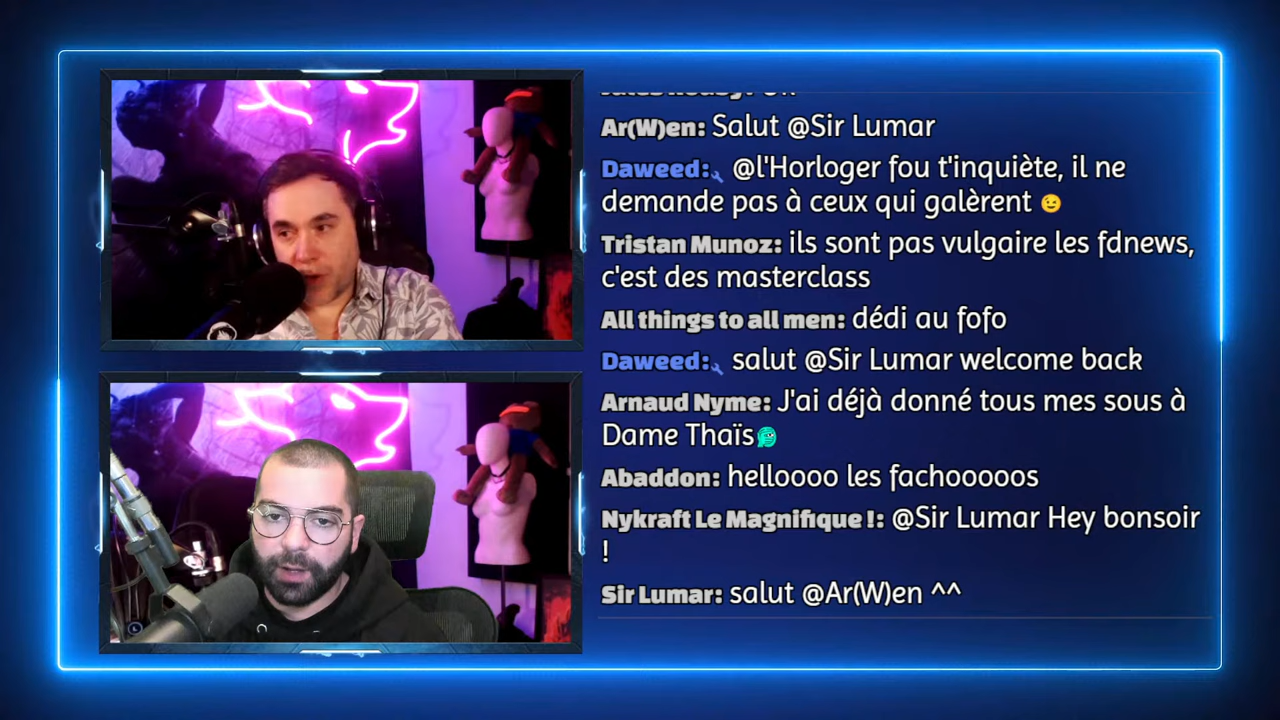 Ar(W)en: Salut @Sir Lumar
Daweed: @l'Horloger fou t'inquiète, il ne
demande pas à ceux qui galèrent 😉
Tristan Munoz: ils sont pas vulgaire les fdnews,
c'est des masterclass
All things to all men: dédi au fofo
Daweed: salut @Sir Lumar welcome back
Arnaud Nyme: J'ai déjà donné tous mes sous à
Dame Thaïs
Abaddon: helloooo les fachooooos
Nykraft Le Magnifique !: @Sir Lumar Hey bonsoir
!
Sir Lumar: salut @Ar(W)en ^^